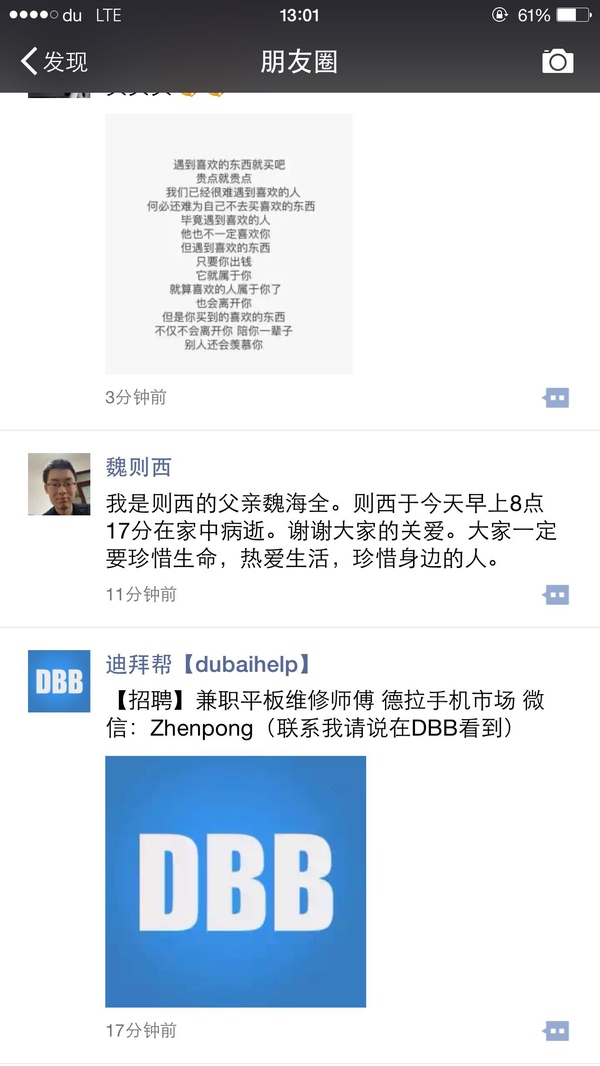 du LTE
13:01
61%
发现
朋友圈
遇到喜欢的东西就买吧
贵点就贵点
我们已经很难遇到喜欢的人
何必还难为自己不去买喜欢的东西
毕竟遇到喜欢的人
他也不一定喜欢你
但遇到喜欢的东西
只要你出钱
它就属于你
就算喜欢的人属于你了
也会离开你
但是你买到的喜欢的东西
不仅不会离开你 陪你一辈子
别人还会羡慕你
3分钟前
魏则西
我是则西的父亲魏海全。则西于今天早上8点
17分在家中病逝。谢谢大家的关爱。大家一定
要珍惜生命，热爱生活，珍惜身边的人。
11分钟前
DBB
迪拜帮【dubaihelp】
【招聘】兼职平板维修师傅 德拉手机市场 微
信：Zhenpong（联系我请说在DBB看到）
DBB
17分钟前